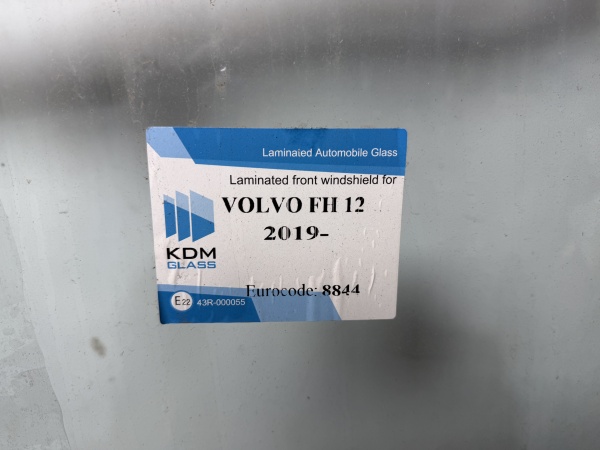 Laminated Automobile Glass
Laminated front windshield for
VOLVO FH 12
2019-
KDM
GLASS
Eurocode: 8844
E22 43R-000055